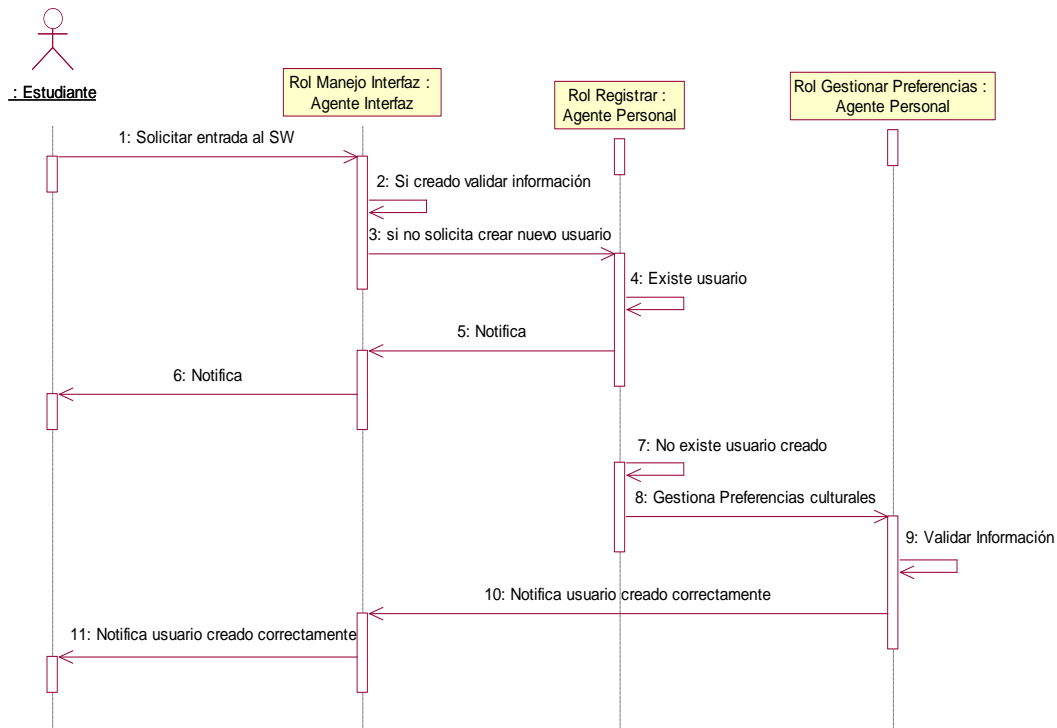 : Estudiante
Rol Manejo Interfaz :
Agente Interfaz
Rol Registrar :
Agente Personal
Rol Gestionar Preferencias :
Agente Personal
1: Solicitar entrada al SW
2: Si creado validar información
3: si no solicita crear nuevo usuario
4: Existe usuario
5: Notifica
6: Notifica
7: No existe usuario creado
8: Gestiona Preferencias culturales
9: Validar Información
10: Notifica usuario creado correctamente
11: Notifica usuario creado correctamente